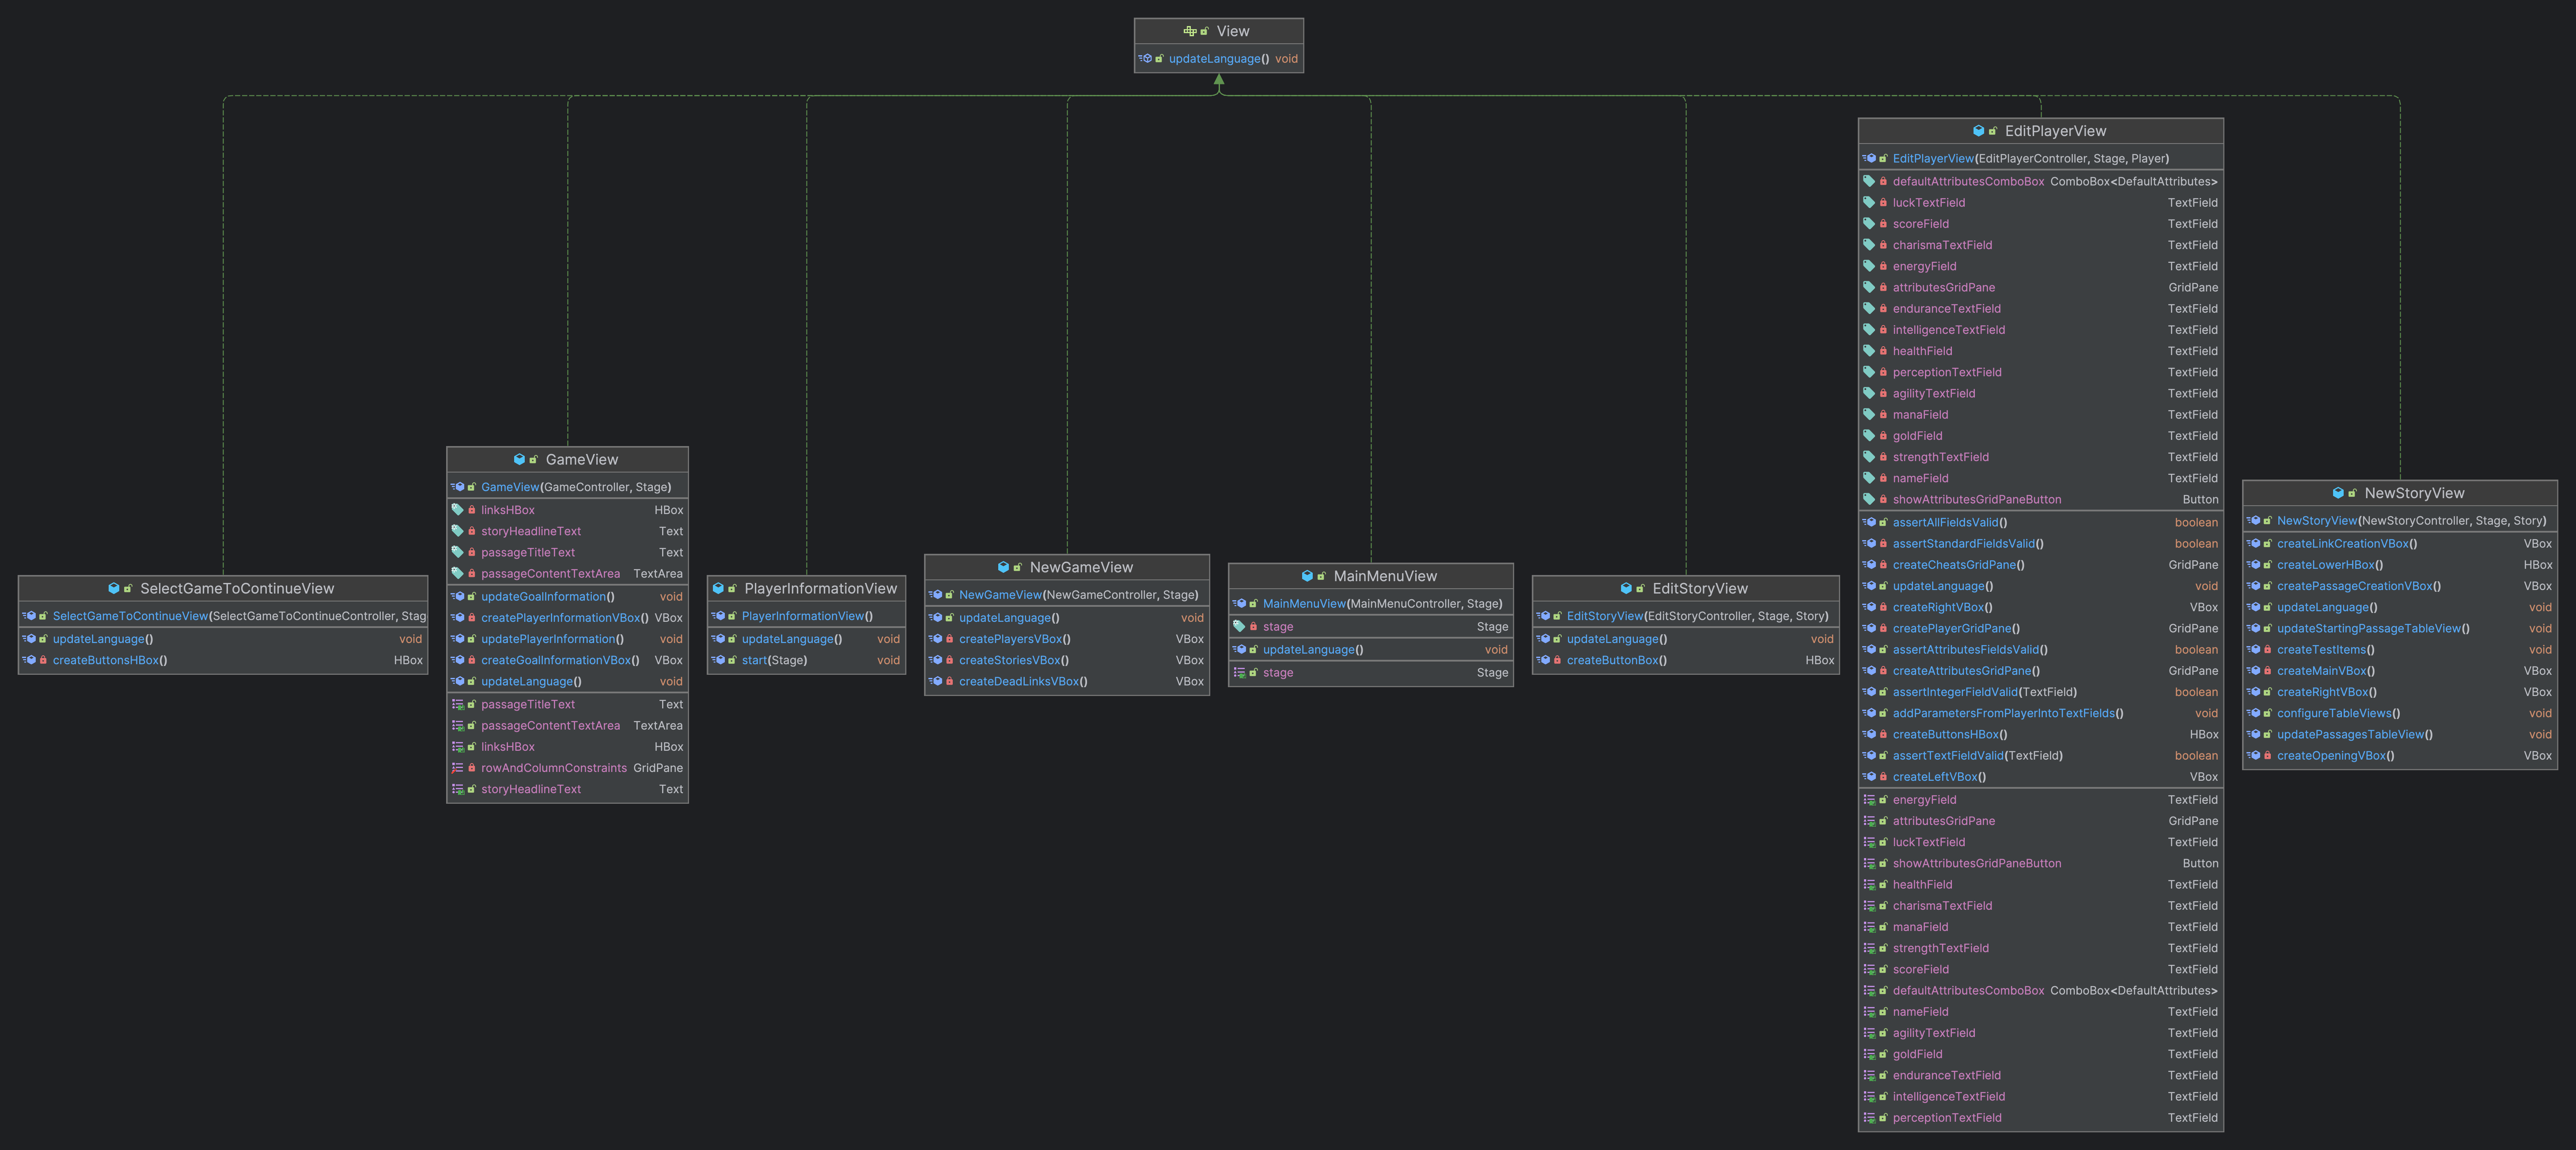 View
updateLanguage() void
SelectGameToContinueView
SelectGameToContinueView(SelectGameToContinueController, Stag
updateLanguage() void
createButtonsHBox() HBox
GameView
GameView(GameController, Stage)
linksHBox HBox
storyHeadlineText Text
passageTitleText Text
passageContentTextArea TextArea
updateGoalInformation() void
createPlayerInformationVBox() VBox
updatePlayerInformation() void
createGoalInformationVBox() VBox
updateLanguage() void
passageTitleText Text
passageContentTextArea TextArea
linksHBox HBox
rowAndColumnConstraints GridPane
storyHeadlineText Text
PlayerInformationView
PlayerInformationView()
updateLanguage() void
start(Stage) void
NewGameView
NewGameView(NewGameController, Stage)
updateLanguage() void
createPlayersVBox() VBox
createStoriesVBox() VBox
createDeadLinksVBox() VBox
MainMenuView
MainMenuView(MainMenuController, Stage)
stage Stage
updateLanguage() void
stage Stage
EditStoryView
EditStoryView(EditStoryController, Stage, Story)
updateLanguage() void
createButtonBox() HBox
EditPlayerView
EditPlayerView(EditPlayerController, Stage, Player)
defaultAttributesComboBox ComboBox<DefaultAttributes>
luckTextField TextField
scoreField TextField
charismaTextField TextField
energyField TextField
attributesGridPane GridPane
enduranceTextField TextField
intelligenceTextField TextField
healthField TextField
perceptionTextField TextField
agilityTextField TextField
manaField TextField
goldField TextField
strengthTextField TextField
nameField TextField
showAttributesGridPaneButton Button
assertAllFieldsValid() boolean
assertStandardFieldsValid() boolean
createCheatsGridPane() GridPane
updateLanguage() void
createRightVBox() VBox
createPlayerGridPane() GridPane
assertAttributesFieldsValid() boolean
createAttributesGridPane() GridPane
assertIntegerFieldValid(TextField) boolean
addParametersFromPlayerIntoTextFields() void
createButtonsHBox() HBox
assertTextFieldValid(TextField) boolean
createLeftVBox() VBox
energyField TextField
attributesGridPane GridPane
luckTextField TextField
showAttributesGridPaneButton Button
healthField TextField
charismaTextField TextField
manaField TextField
strengthTextField TextField
scoreField TextField
defaultAttributesComboBox ComboBox<DefaultAttributes>
nameField TextField
agilityTextField TextField
goldField TextField
enduranceTextField TextField
intelligenceTextField TextField
perceptionTextField TextField
NewStoryView
NewStoryView(NewStoryController, Stage, Story)
createLinkCreationVBox() VBox
createLowerHBox() HBox
createPassageCreationVBox() VBox
updateLanguage() void
updateStartingPassageTableView() void
createTestItems() void
createMainVBox() VBox
createRightVBox() VBox
configureTableViews() void
updatePassagesTableView() void
createOpeningVBox() VBox